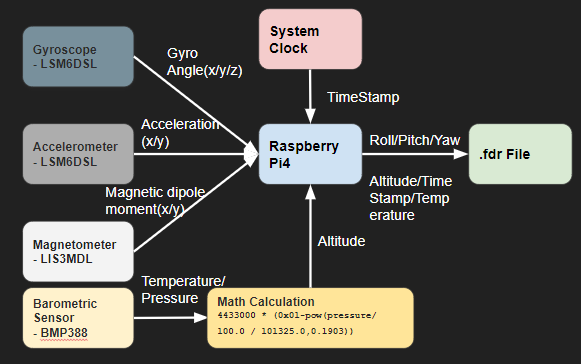 System
Clock
Gyroscope
- LSM6DSL
Gyro
Angle(x/y/z)
TimeStamp
Accelerometer
- LSM6DSL
Acceleration
(x/y)
Raspberry
Pi4
Roll/Pitch/Yaw
Altitude/Time
Stamp/Temp
erature
.fdr File
Magnetic dipole
moment(x/y)
Magnetometer
- LIS3MDL
Altitude
Barometric
Sensor
- BMP388
Temperature/
Pressure
Math Calculation
4433000 * (0x01-pow(pressure/
100.0 / 101325.0,0.1903))